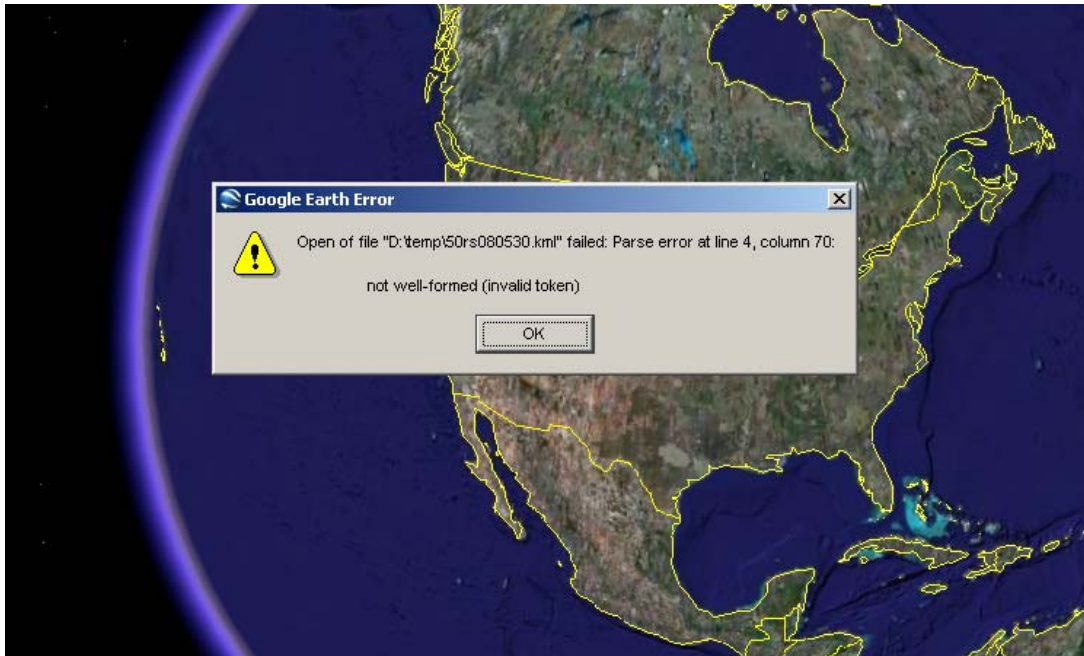 Google Earth Error
Open of file "D:\temp\50rs080530.kml" failed: Parse error at line 4, column 70:
not well-formed (invalid token)
OK